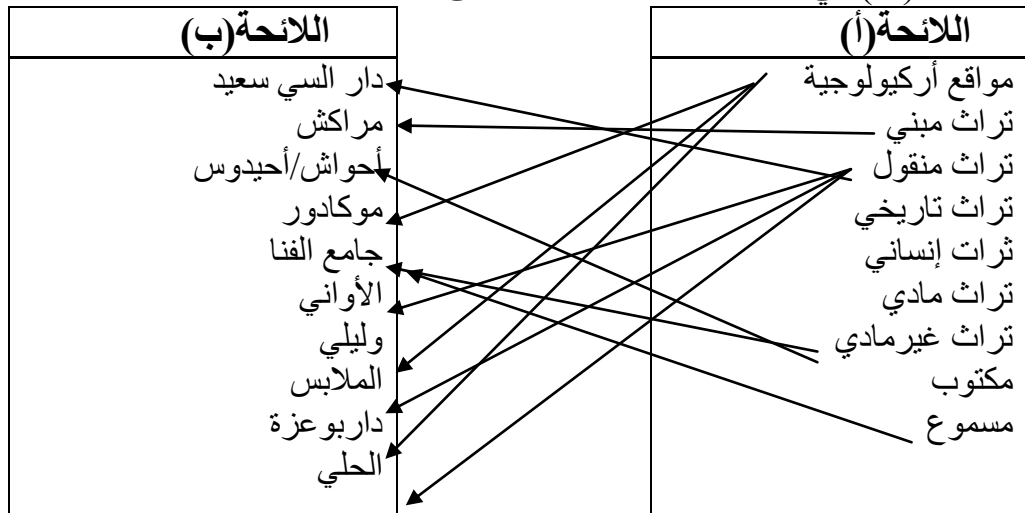 اللائحة(أ)
مواقع أركيولوجية
تراث مبني
تراث منقول
تراث تاريخي
ثرات إنساني
تراث مادي
تراث غيرمادي
مكتوب
مسموع
اللائحة(ب)
دار السي سعيد
مراكش
أحواش/أحيدوس
موكادور
جامع الفنا
الأواني
وليلي
الملابس
داربوعزة
الحلي